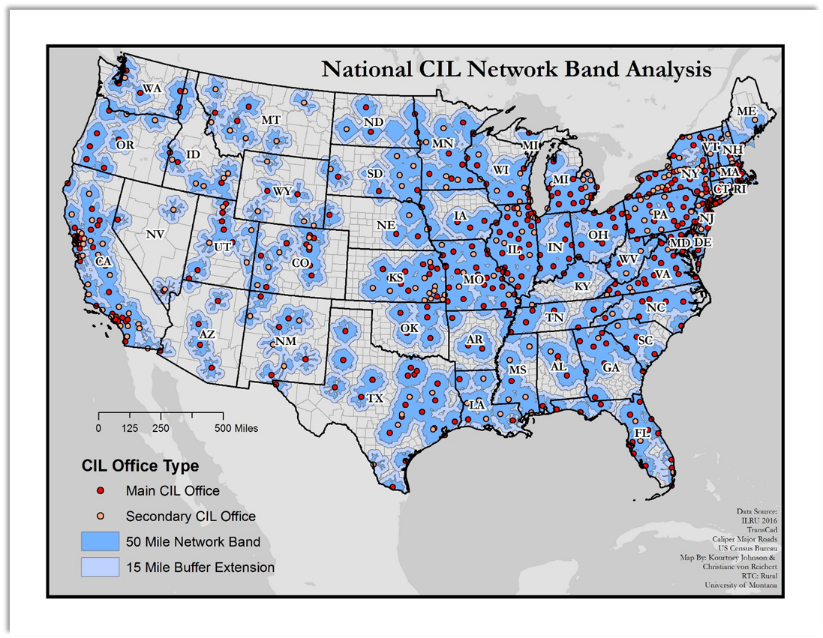 National CIL Network Band Analysis
WA
MT
ND
MN
ME
OR
ID
SD
WI
MI
MI
VT
NH
NY
MA
CT
RI
WY
NE
IA
PA
NJ
NV
UT
CO
IL
IN
OH
MD
DE
WV
VA
CA
KS
MO
KY
AZ
NM
OK
AR
TN
NC
SC
MS
AL
GA
TX
LA
FL
0 125 250 500 Miles
CIL Office Type
Main CIL Office
Secondary CIL Office
50 Mile Network Band
15 Mile Buffer Extension
Data Source:
ILRU 2016
TransCad
Caliper Major Roads
US Census Bureau
Map By: Kourtney Johnson &
Christiane von Reichert
RTC: Rural
University of Montana